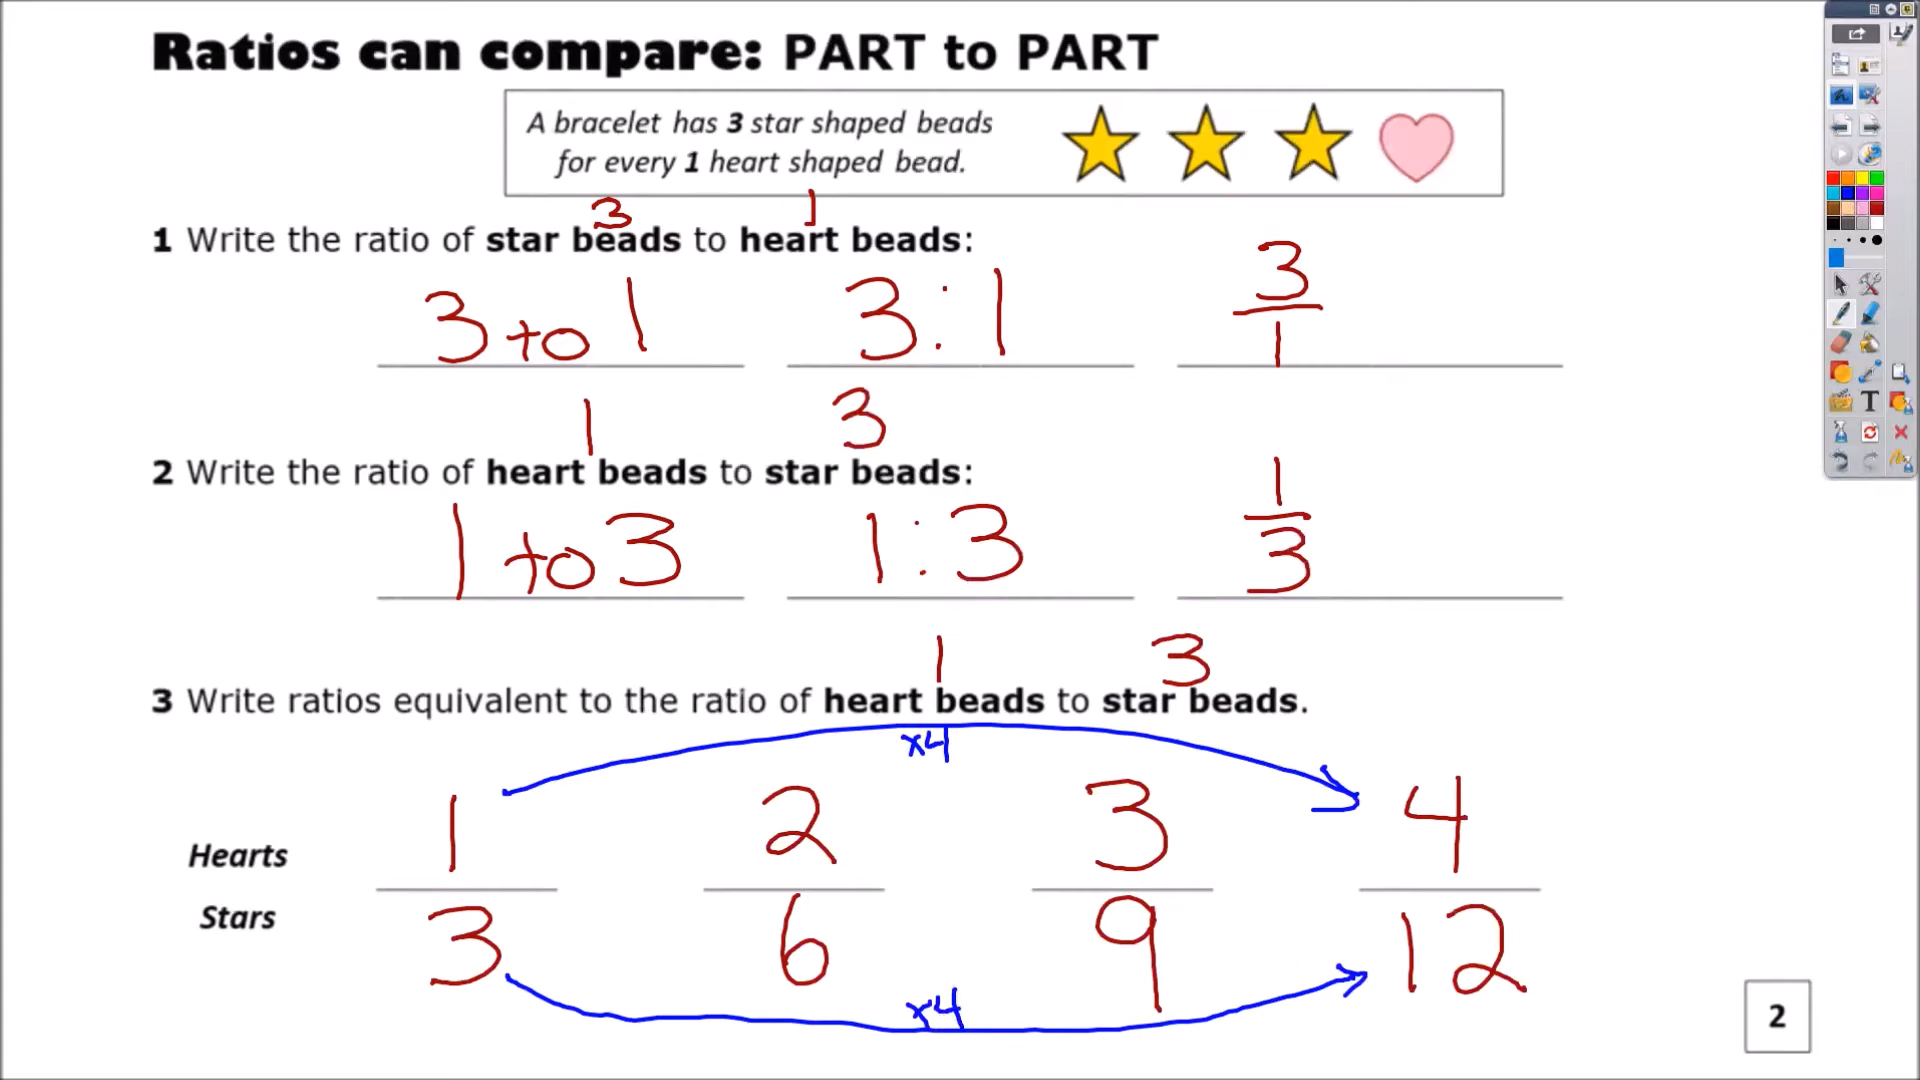 Ratios can compare: PART to PART
A bracelet has 3 star shaped beads
for every 1 heart shaped bead.
3 1
1 Write the ratio of star beads to heart beads:
3 to 1 3:1 3/1
1 3
2 Write the ratio of heart beads to star beads:
1 to 3 1:3 1/3
1 3
3 Write ratios equivalent to the ratio of heart beads to star beads.
x4
Hearts 1 2 3 4
Stars 3 6 9 12
x4
2
T